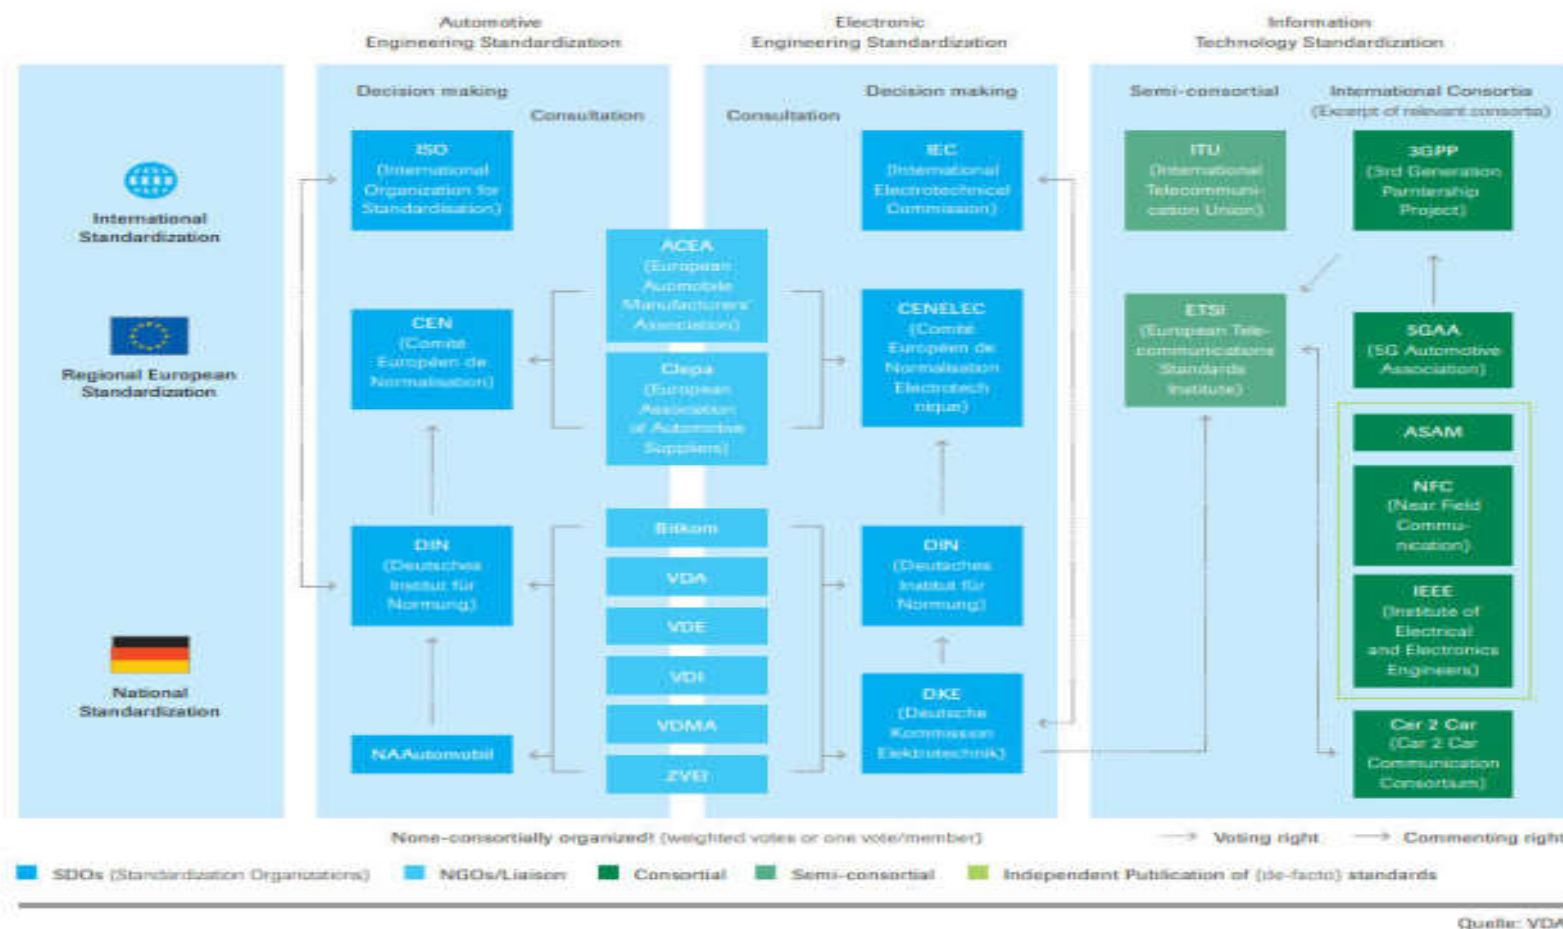 Automotive
Engineering Standardization
Electronic
Engineering Standardization
Information
Technology Standardization
Decision making
Consultation
Consultation
Decision making
Semi-consortial
International Consortia
(Excerpt of relevant consortia)
International
Standardization
ISO
(International
Organization for
Standardisation)
IEC
(International
Electrotechnical
Commission)
ITU
(International
Telecommuni-
cation Union)
3GPP
(3rd Generation
Parntership
Project)
ACEA
(European
Automobile
Manufacturers'
Association)
Regional European
Standardization
CEN
(Comité
Européen de
Normalisation)
Clepa
(European
Association
of Automotive
Suppliers)
CENELEC
(Comité
Européen de
Normalisation
Electrotech
nique)
ETSI
(European Tele-
communications
Standards
Institute)
5GAA
(5G Automotive
Association)
ASAM
NFC
(Near Field
Commu-
nication)
IEEE
(Institute of
Electrical
and Electronics
Engineers)
National
Standardization
DIN
(Deutsches
Institut für
Normung)
Bitkom
VDA
VDE
VDI
VDMA
ZVEI
DIN
(Deutsches
Institut für
Normung)
NAAutomobil
DKE
(Deutsche
Kommission
Elektrotechnik)
Car 2 Car
(Car 2 Car
Communication
Consortium)
None-consortially organized! (weighted votes or one vote/member)
Voting right
Commenting right
SDOs (Standardization Organizations)
NGOs/Liaison
Consortial
Semi-consortial
Independent Publication of (de-facto) standards
Quelle: VDA